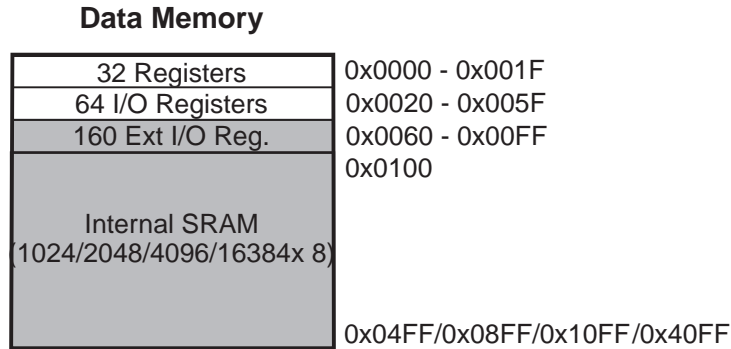 Data Memory
32 Registers
0x0000 - 0x001F
64 I/O Registers
0x0020 - 0x005F
160 Ext I/O Reg.
0x0060 - 0x00FF
0x0100
Internal SRAM
(1024/2048/4096/16384x 8)
0x04FF/0x08FF/0x10FF/0x40FF